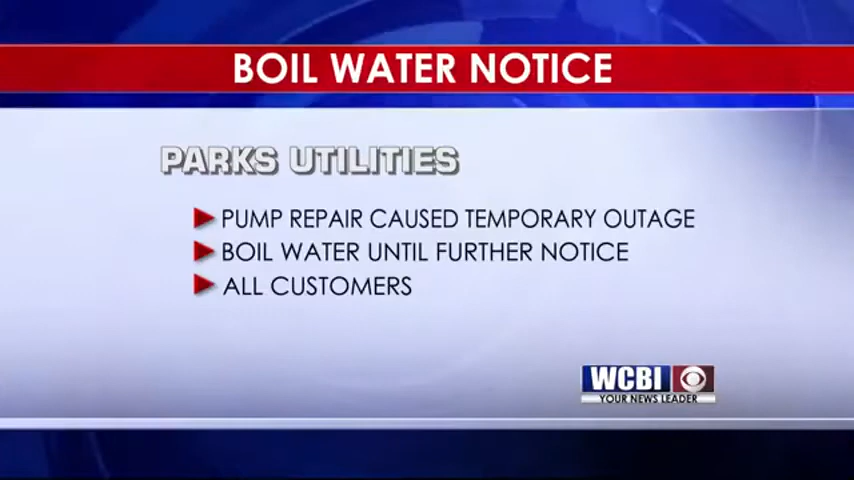 BOIL WATER NOTICE
PARKS UTILITIES
PUMP REPAIR CAUSED TEMPORARY OUTAGE
BOIL WATER UNTIL FURTHER NOTICE
ALL CUSTOMERS
WCBI
YOUR NEWS LEADER